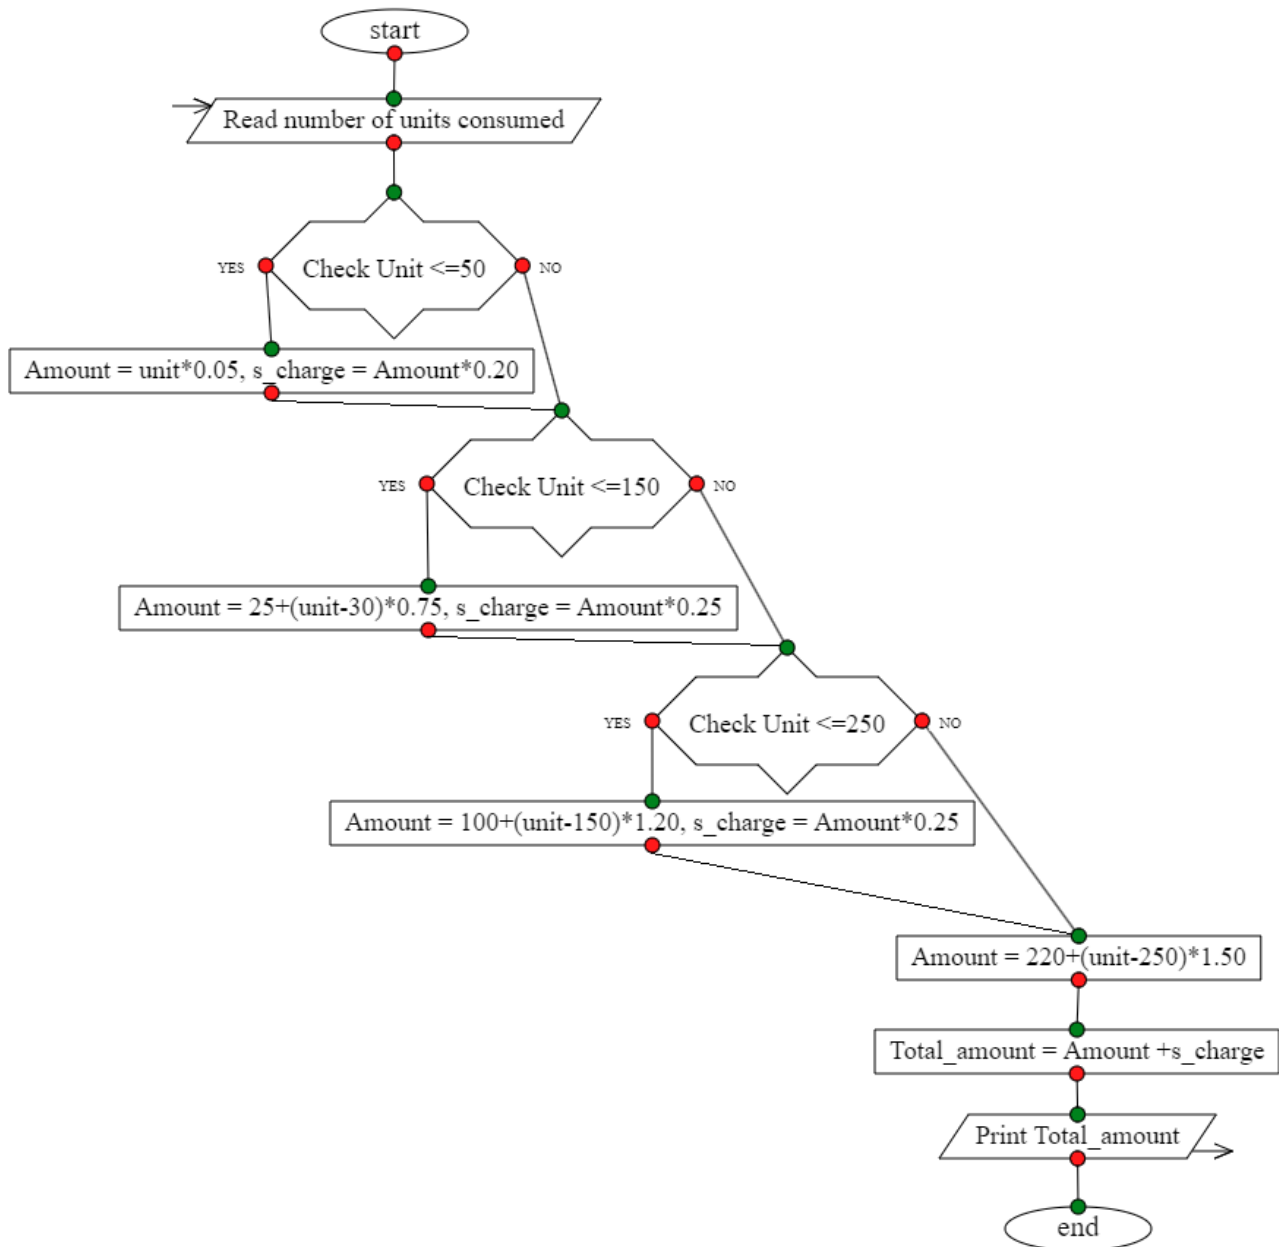 start
Read number of units consumed
YES
Check Unit <=50
NO
Amount = unit*0.05, s_charge = Amount*0.20
YES
Check Unit <=150
NO
Amount = 25+(unit-30)*0.75, s_charge = Amount*0.25
YES
Check Unit <=250
NO
Amount = 100+(unit-150)*1.20, s_charge = Amount*0.25
Amount = 220+(unit-250)*1.50
Total_amount = Amount +s_charge
Print Total_amount
end